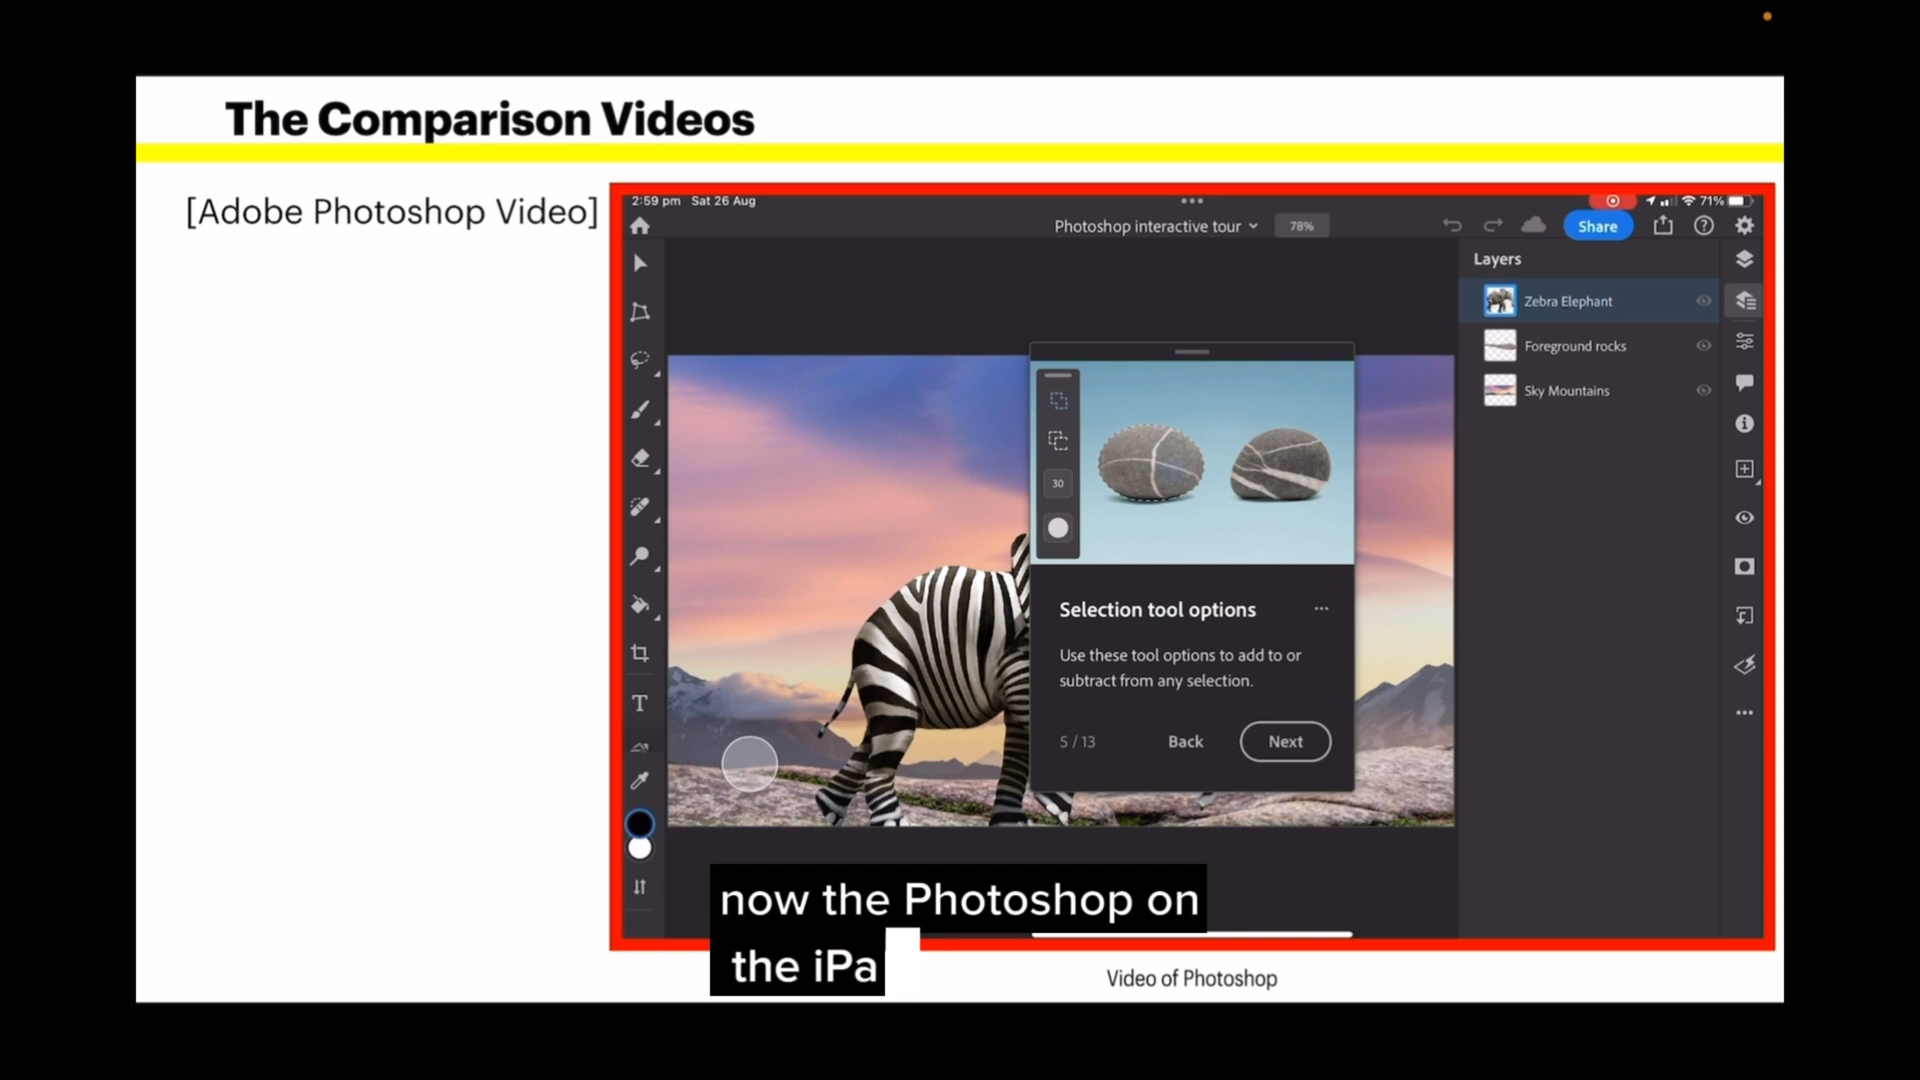 The Comparison Videos
[Adobe Photoshop Video]
2:59 pm Sat 26 Aug
71%
Photoshop interactive tour
78%
Share
Layers
Zebra Elephant
Foreground rocks
Sky Mountains
30
Selection tool options
Use these tool options to add to or
subtract from any selection.
5 / 13
Back
Next
now the Photoshop on
the iPa
Video of Photoshop